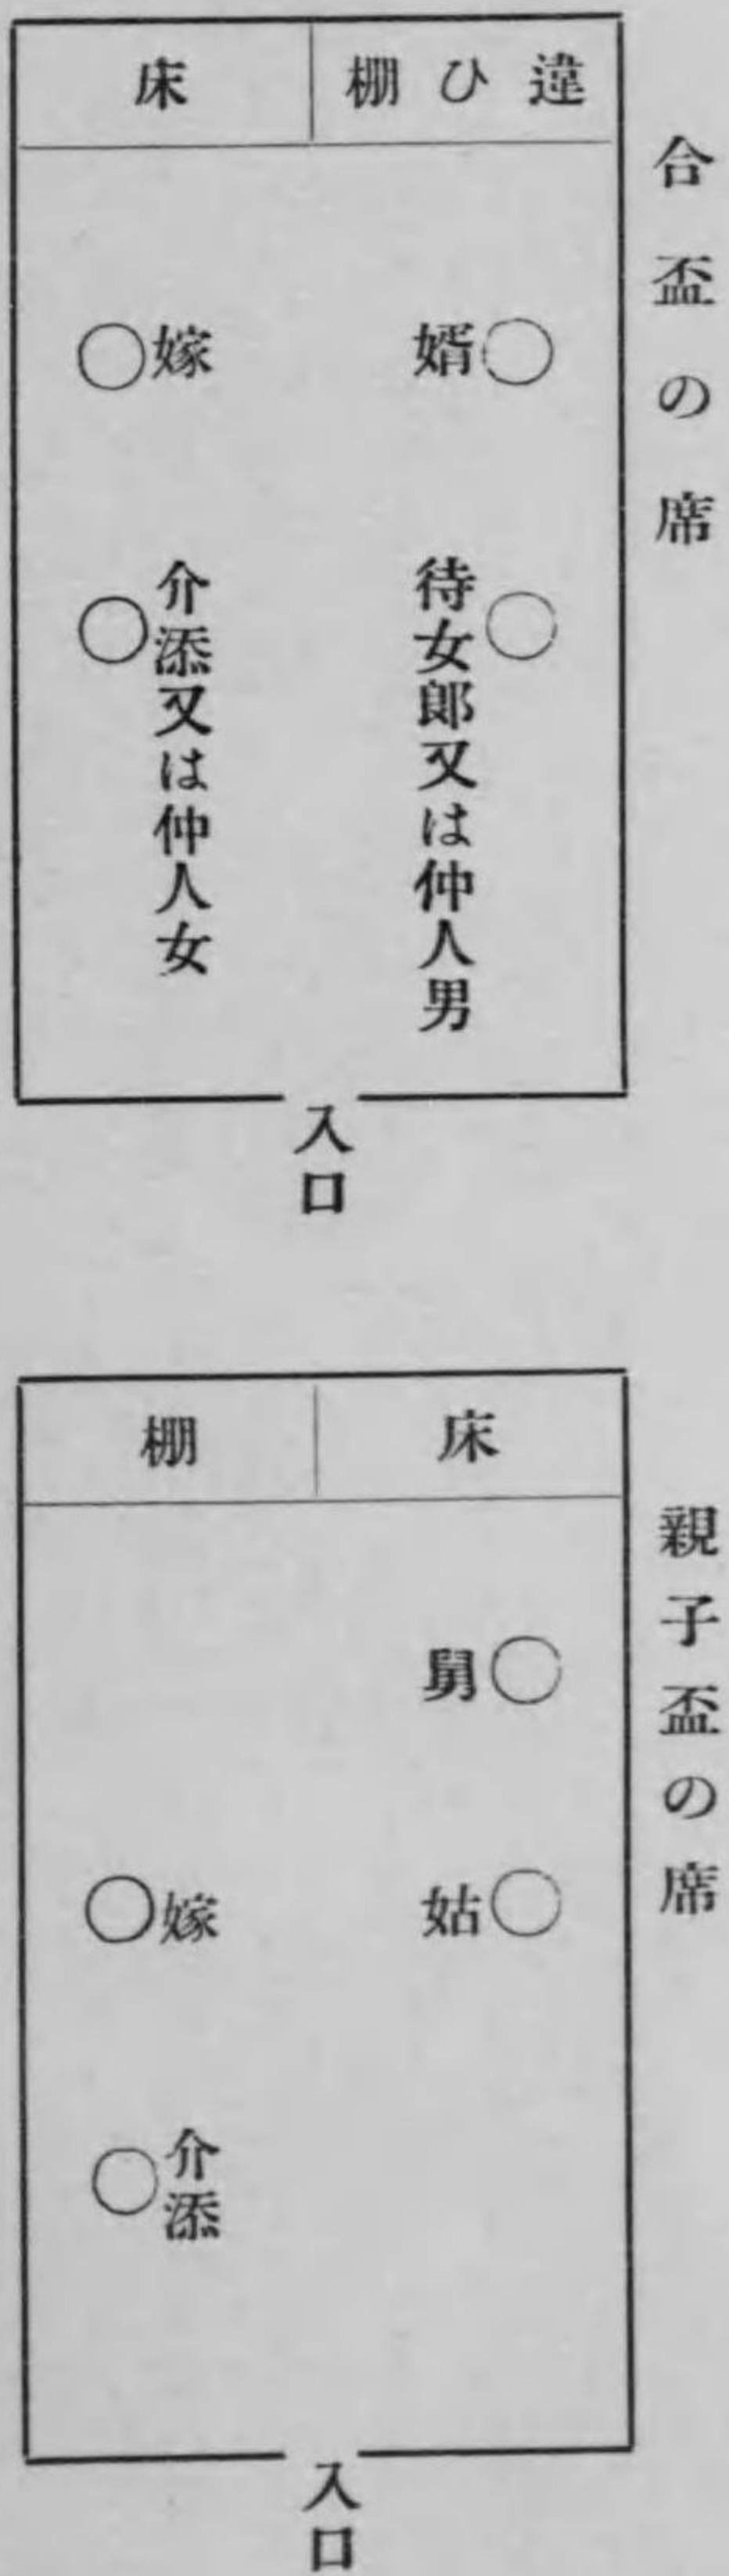 合盃の席
違ひ棚
床
婿
嫁
待女郎又は仲人男
介添又は仲人女
入口
親子盃の席
床
棚
舅
姑
嫁
介添
入口